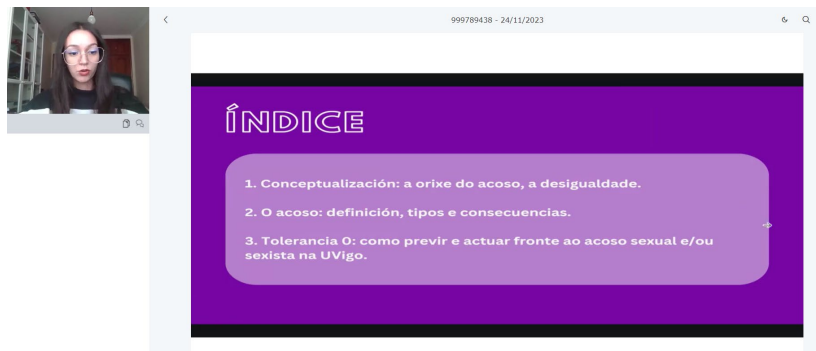 999789438 - 24/11/2023
ÍNDICE
1. Conceptualización: a orixe do acoso, a desigualdade.
2. O acoso: definición, tipos e consecuencias.
3. Tolerancia 0: como previr e actuar fronte ao acoso sexual e/ou
sexista na UVigo.